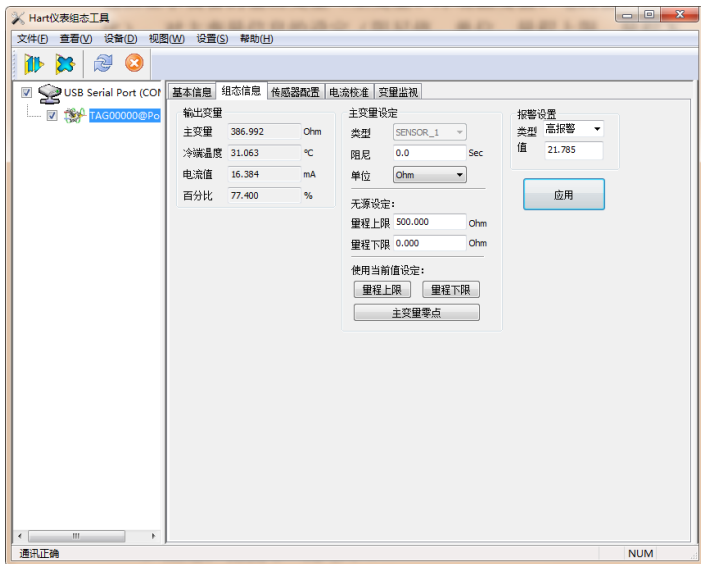 Hart仪表组态工具
文件(F) 查看(V) 设备(D) 视图(W) 设置(S) 帮助(H)
USB Serial Port (CO
TAG00000@Po
基本信息 组态信息 传感器配置 电流校准 变量监视
输出变量
主变量 386.992 Ohm
冷端温度 31.063 ℃
电流值 16.384 mA
百分比 77.400 %
主变量设定
类型 SENSOR_1
阻尼 0.0 Sec
单位 Ohm
无源设定:
量程上限 500.000 Ohm
量程下限 0.000 Ohm
使用当前值设定:
量程上限 量程下限
主变量零点
报警设置
类型 高报警
值 21.785
应用
通讯正确 NUM